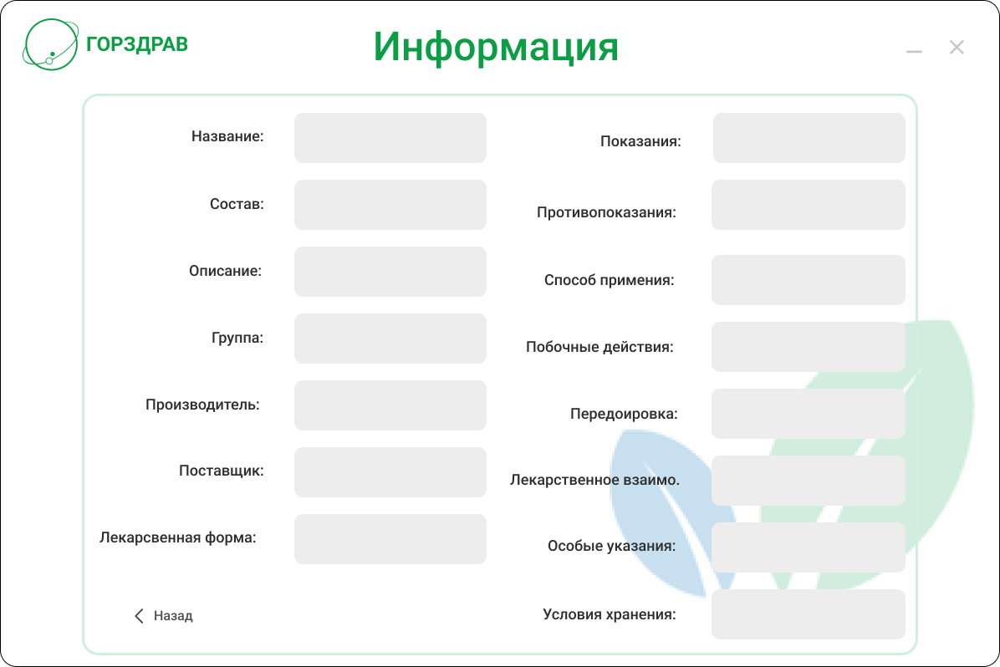 ГОРЗДРАВ
Информация
Название:
Состав:
Описание:
Группа:
Производитель:
Поставщик:
Лекарсвенная форма:
Назад
Показания:
Противопоказания:
Способ примения:
Побочные действия:
Передоировка:
Лекарственное взаимо.
Особые указания:
Условия хранения: